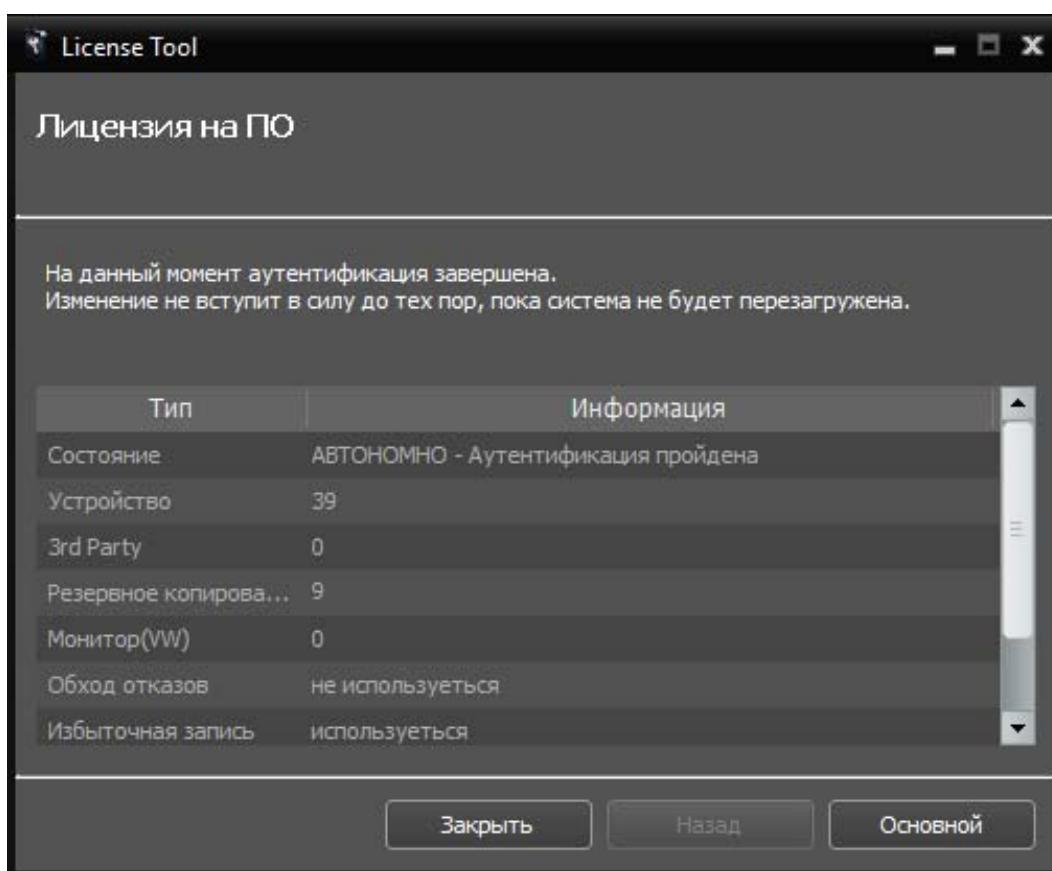 License Tool
Лицензия на ПО
На данный момент аутентификация завершена.
Изменение не вступит в силу до тех пор, пока система не будет перезагружена.
Тип Информация
Состояние АВТОНОМНО - Аутентификация пройдена
Устройство 39
3rd Party 0
Резервное копирова... 9
Монитор(VW) 0
Обход отказов не используеться
Избыточная запись используеться
Закрыть Назад Основной